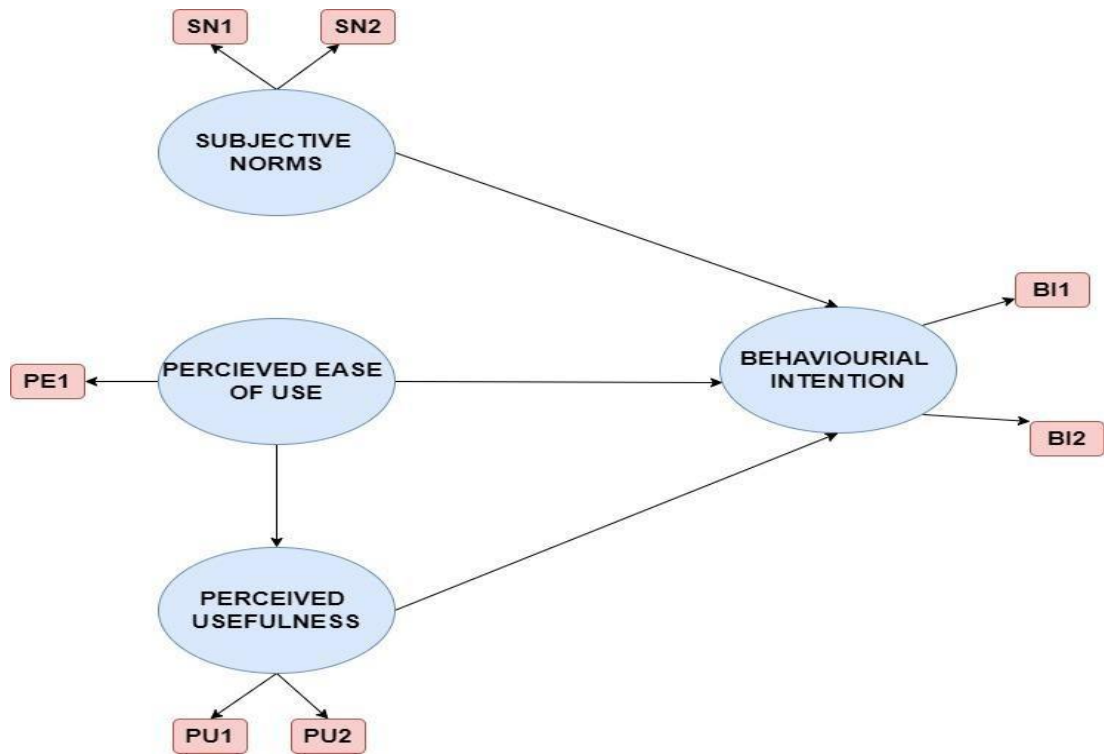 SN1
SN2
SUBJECTIVE
NORMS
BI1
PE1
PERCIEVED EASE
OF USE
BEHAVIOURIAL
INTENTION
BI2
PERCEIVED
USEFULNESS
PU1
PU2